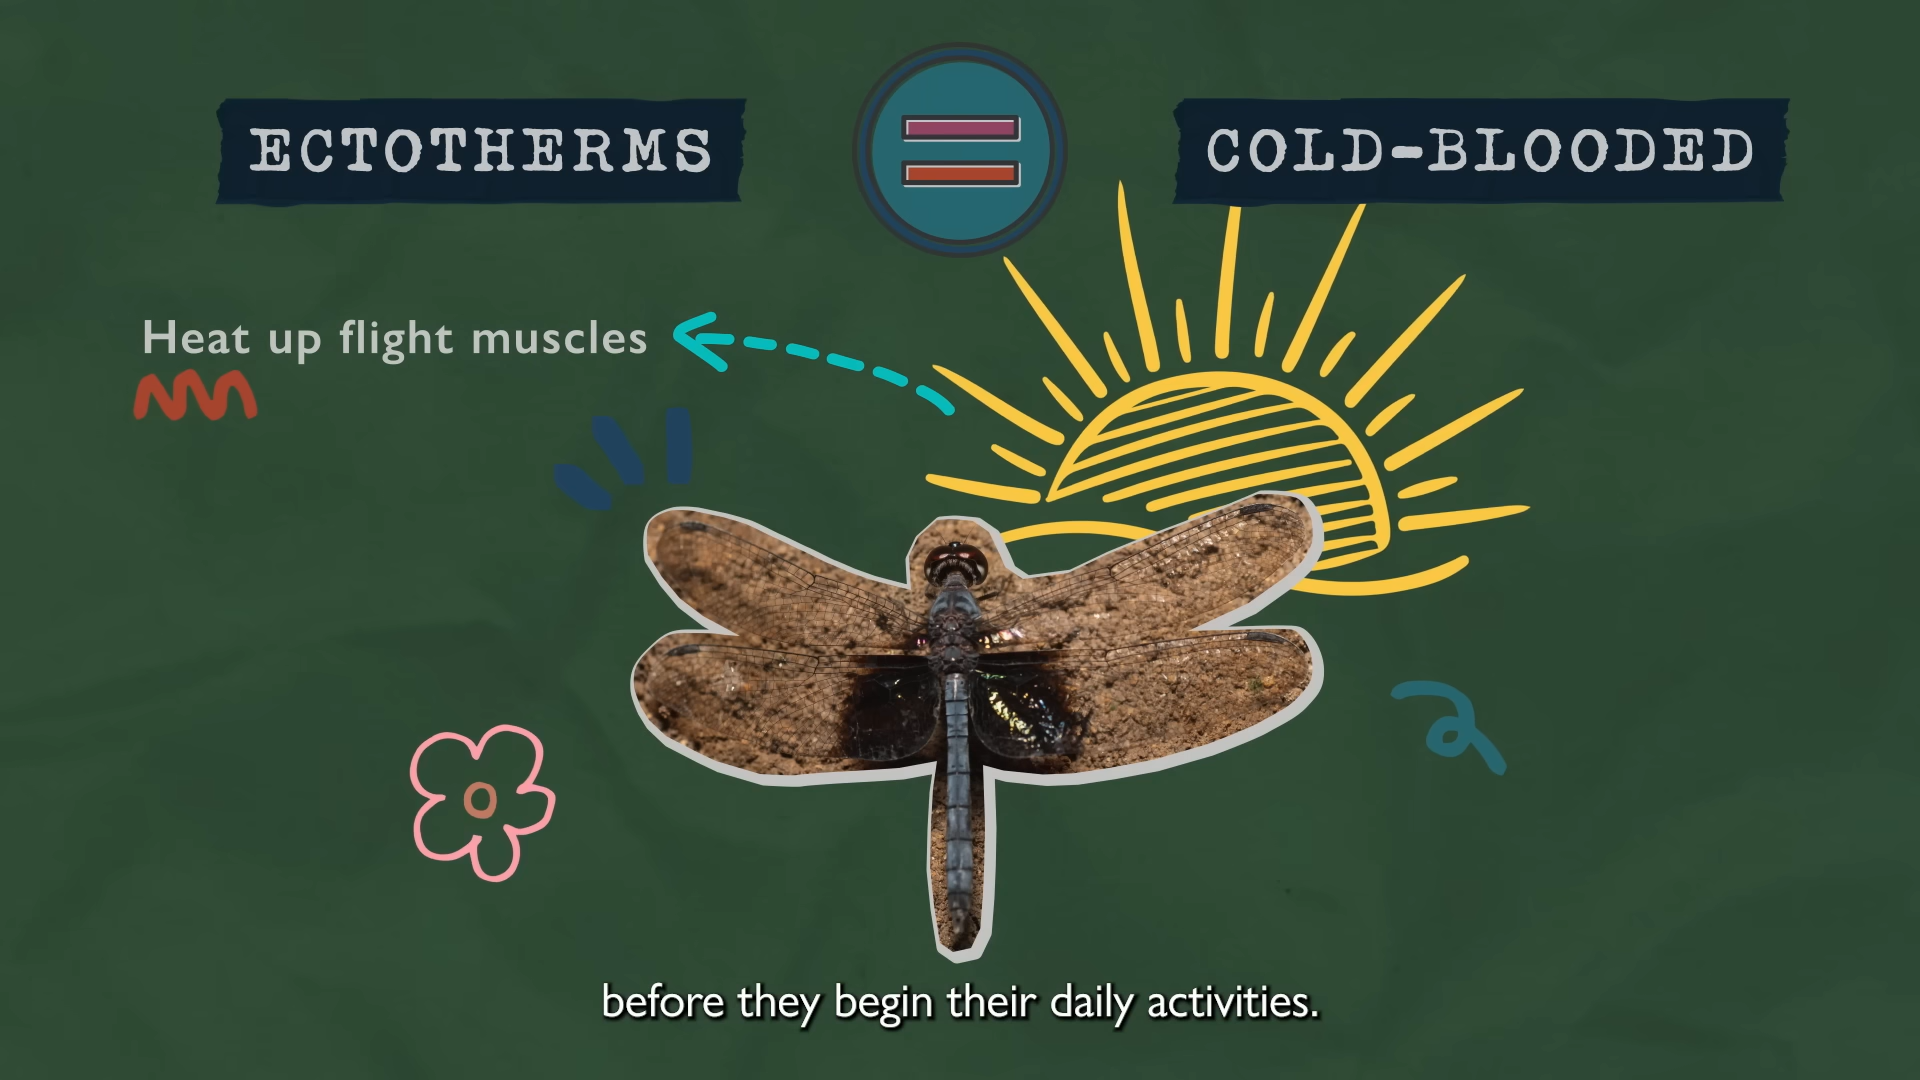 ECTOTHERMS
COLD-BLOODED
Heat up flight muscles
before they begin their daily activities.